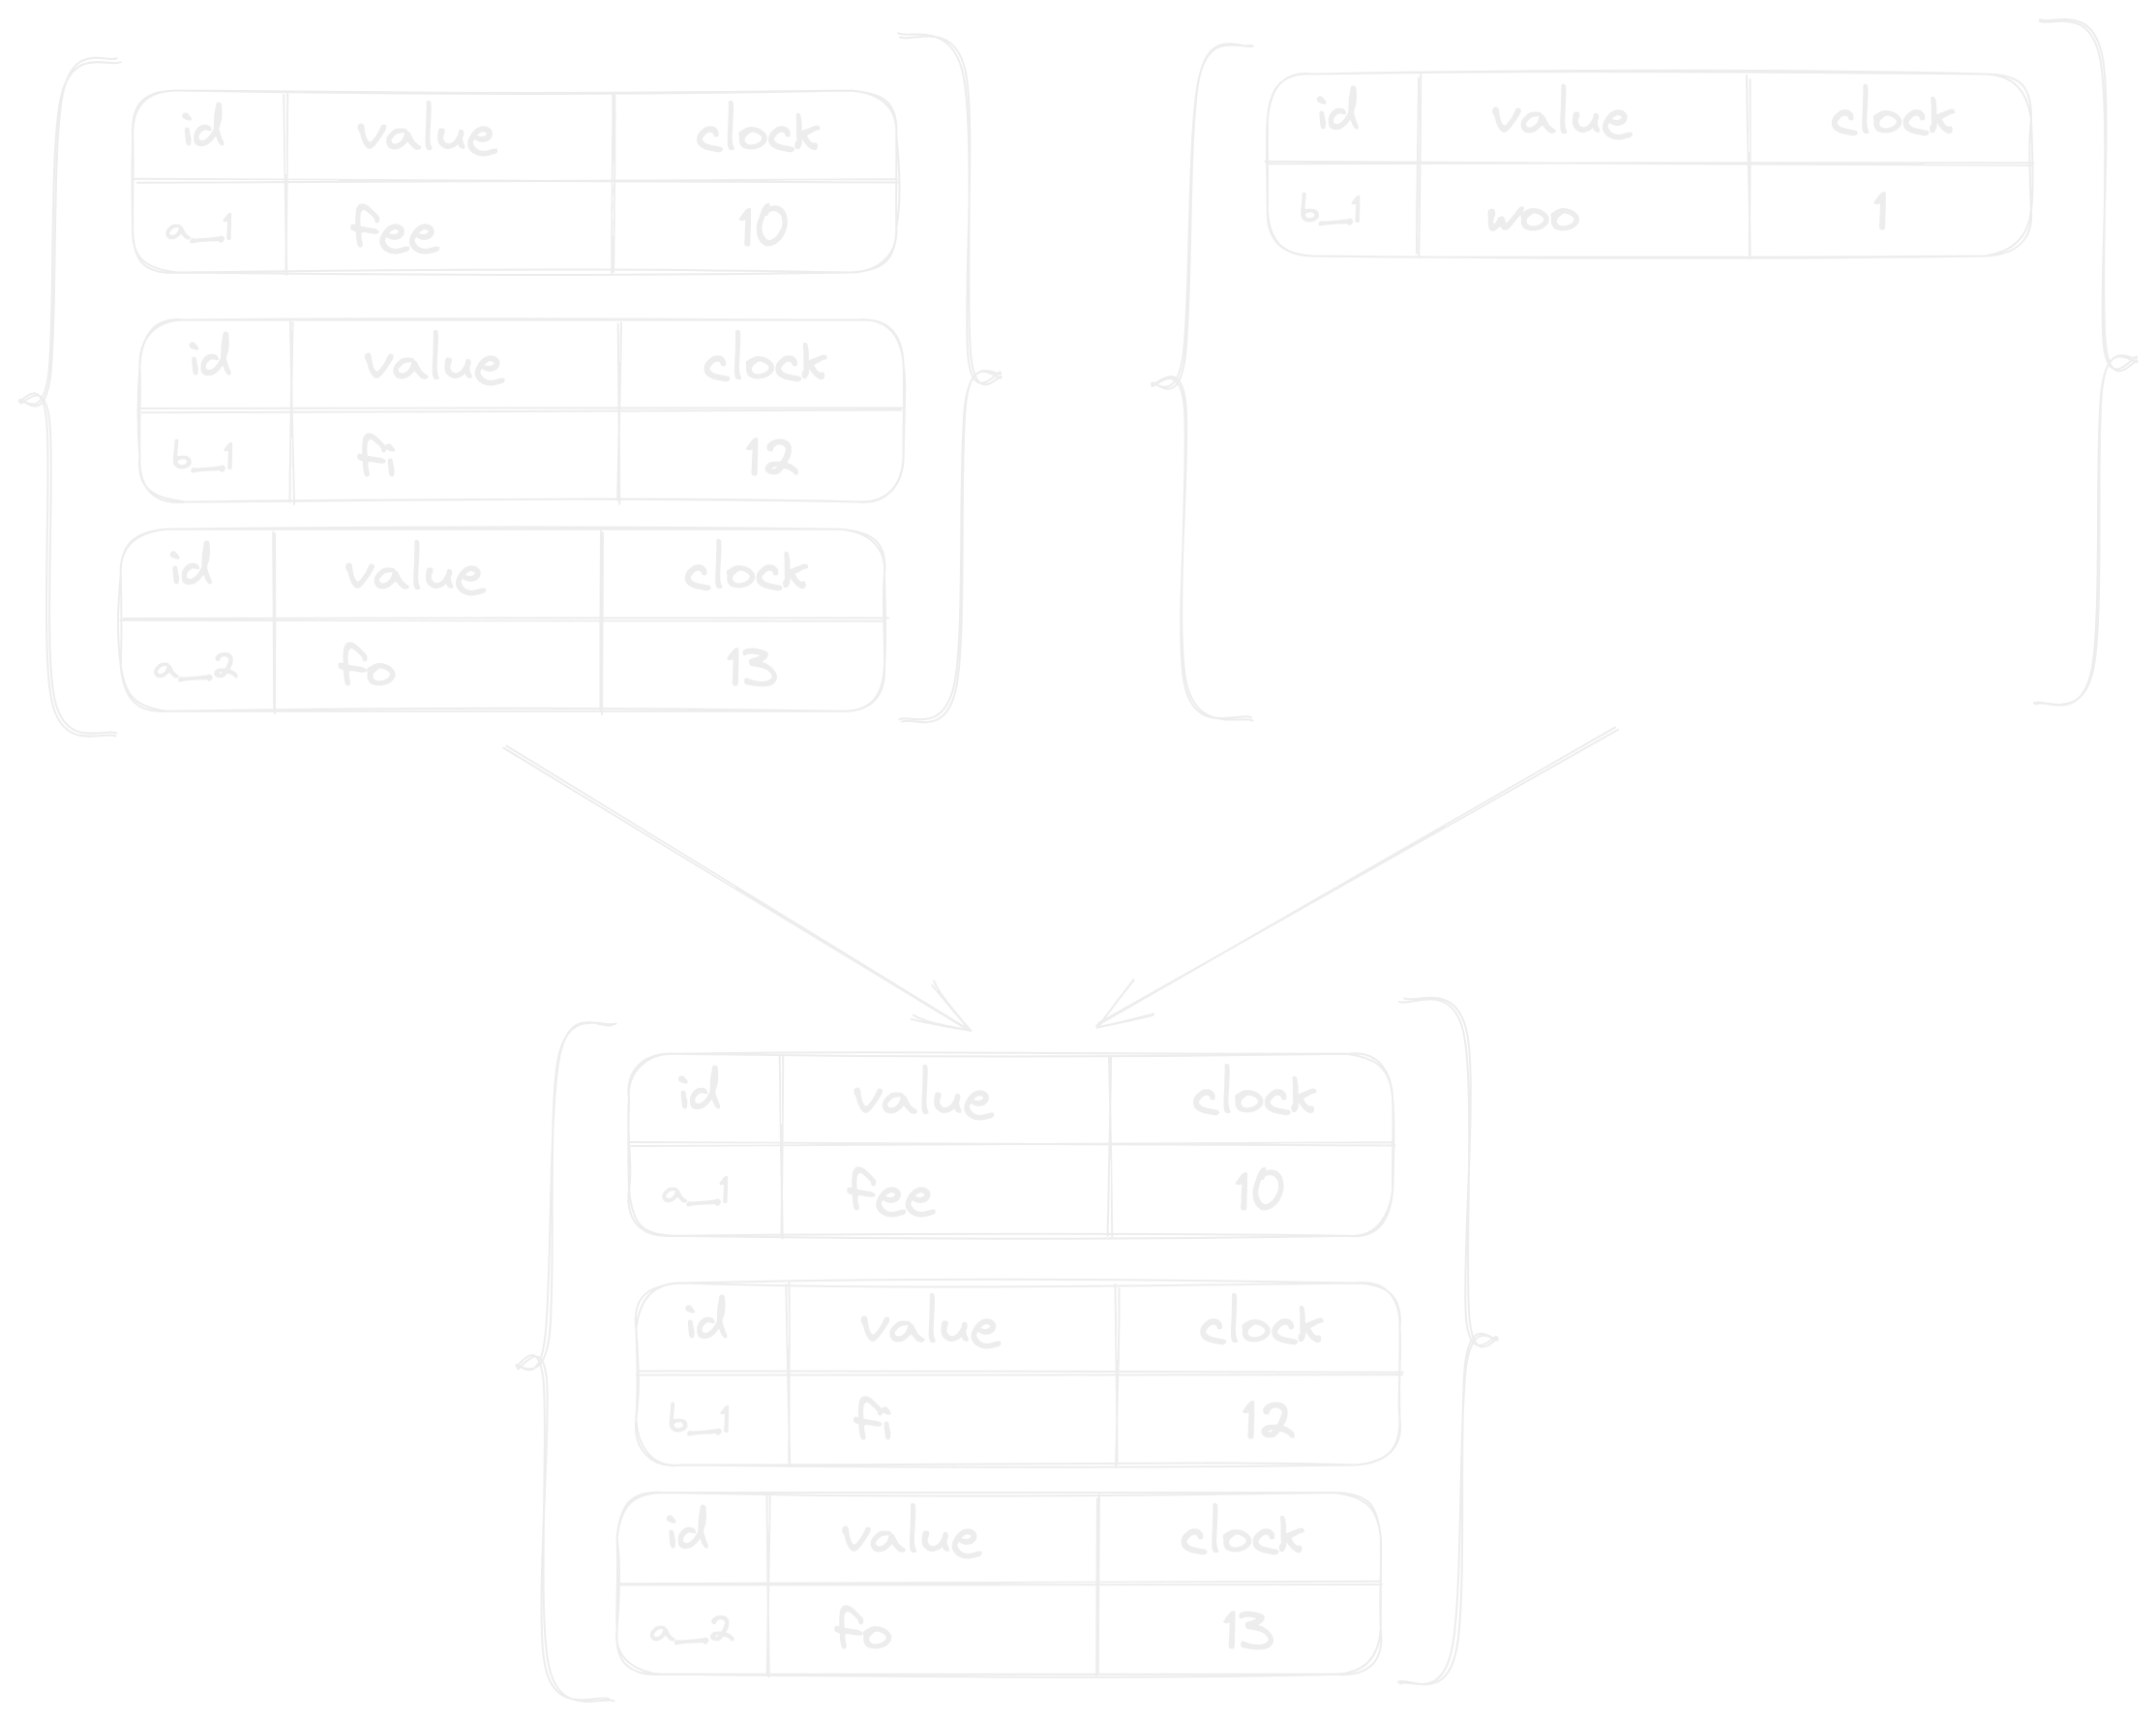 id value clock
a_1 fee 10
id value clock
b_1 fi 12
id value clock
a_2 fo 13
id value clock
b_1 woo 1
id value clock
a_1 fee 10
id value clock
b_1 fi 12
id value clock
a_2 fo 13